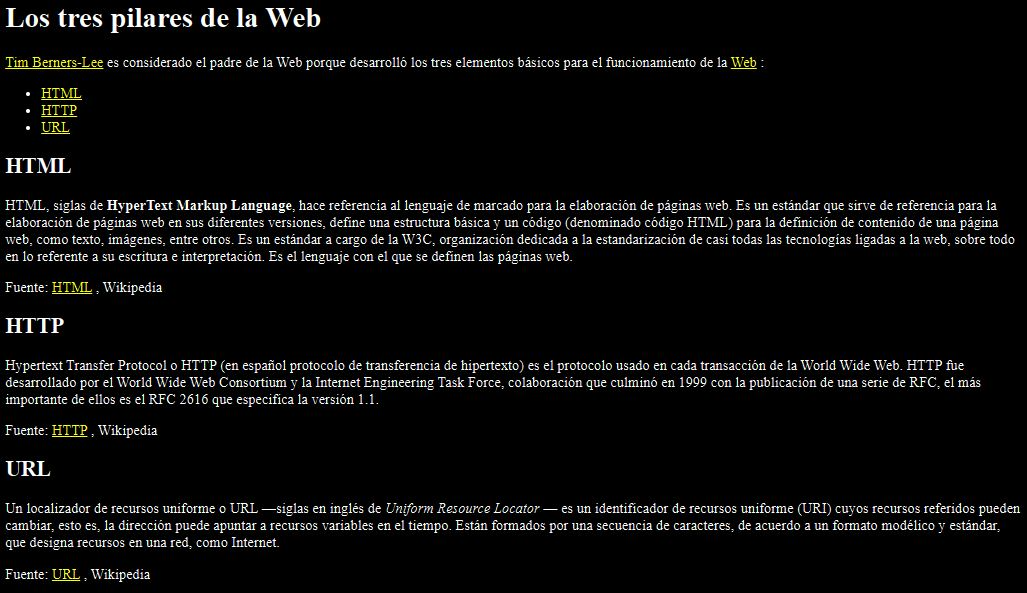 Los tres pilares de la Web
Tim Berners-Lee es considerado el padre de la Web porque desarrolló los tres elementos básicos para el funcionamiento de la Web :
HTML
HTTP
URL
HTML
HTML, siglas de HyperText Markup Language, hace referencia al lenguaje de marcado para la elaboración de páginas web. Es un estándar que sirve de referencia para la
elaboración de páginas web en sus diferentes versiones, define una estructura básica y un código (denominado código HTML) para la definición de contenido de una página
web, como texto, imágenes, entre otros. Es un estándar a cargo de la W3C, organización dedicada a la estandarización de casi todas las tecnologías ligadas a la web, sobre todo
en lo referente a su escritura e interpretación. Es el lenguaje con el que se definen las páginas web.
Fuente: HTML , Wikipedia
HTTP
Hypertext Transfer Protocol o HTTP (en español protocolo de transferencia de hipertexto) es el protocolo usado en cada transacción de la World Wide Web. HTTP fue
desarrollado por el World Wide Web Consortium y la Internet Engineering Task Force, colaboración que culminó en 1999 con la publicación de una serie de RFC, el más
importante de ellos es el RFC 2616 que especifica la versión 1.1.
Fuente: HTTP , Wikipedia
URL
Un localizador de recursos uniforme o URL —siglas en inglés de Uniform Resource Locator — es un identificador de recursos uniforme (URI) cuyos recursos referidos pueden
cambiar, esto es, la dirección puede apuntar a recursos variables en el tiempo. Están formados por una secuencia de caracteres, de acuerdo a un formato modélico y estándar,
que designa recursos en una red, como Internet.
Fuente: URL , Wikipedia